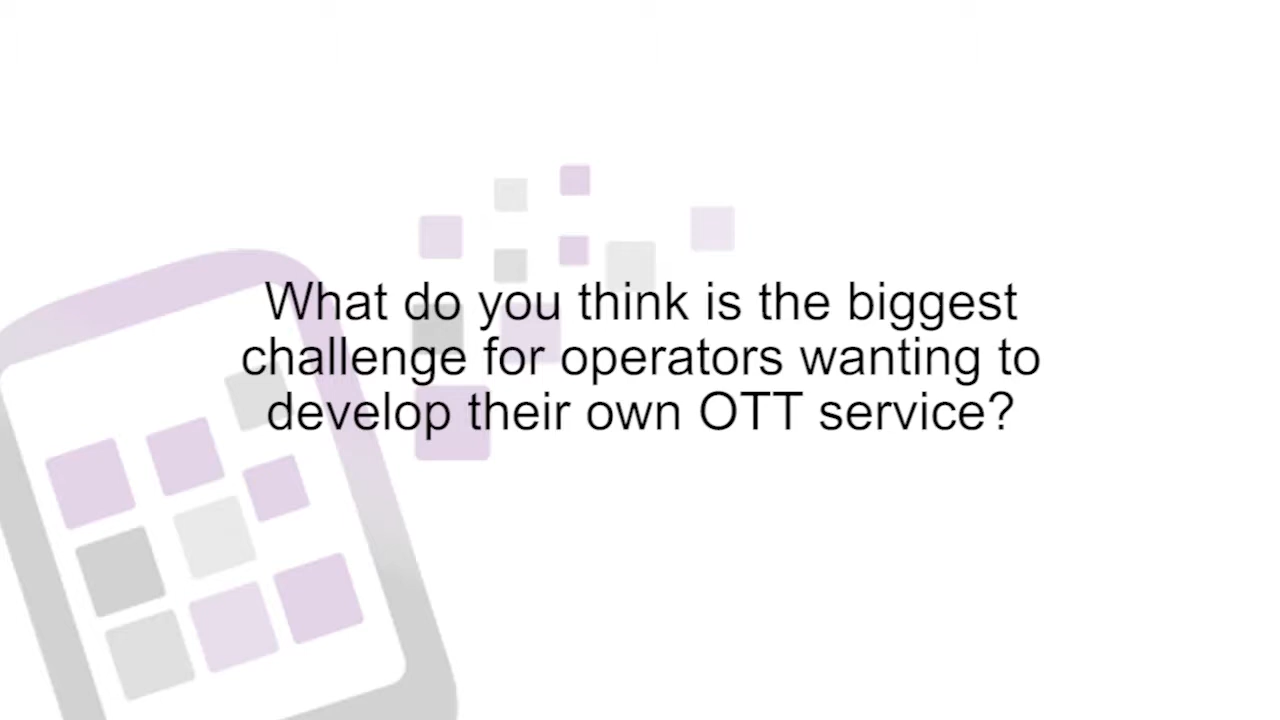 What do you think is the biggest
challenge for operators wanting to
develop their own OTT service?